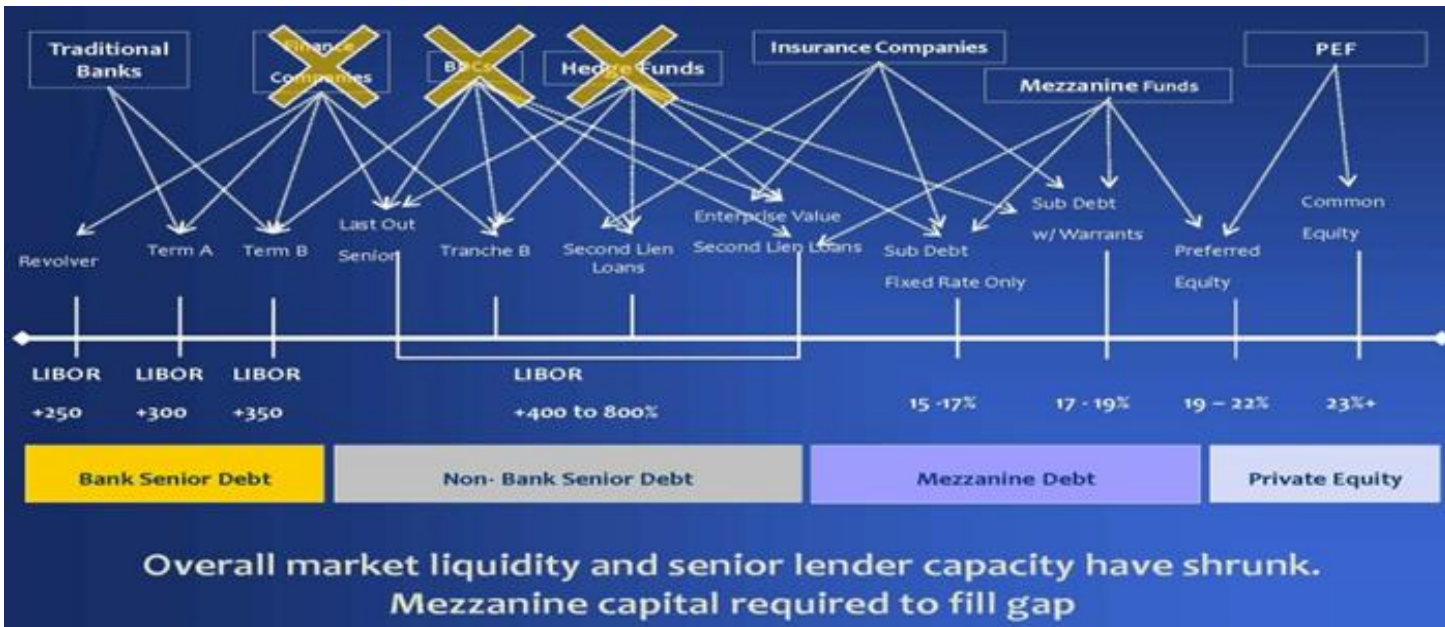 Traditional
Banks
Finance
Companies
BDCs
Hedge Funds
Insurance Companies
Mezzanine Funds
PEF
Revolver
Term A
Term B
Last Out
Senior
Tranche B
Second Lien
Loans
Enterprise Value
Second Lien Loans
Sub Debt
Fixed Rate Only
Sub Debt
w/ Warrants
Preferred
Equity
Common
Equity
LIBOR
+250
LIBOR
+300
LIBOR
+350
LIBOR
+400 to 800%
15 -17%
17 - 19%
19 – 22%
23%+
Bank Senior Debt
Non- Bank Senior Debt
Mezzanine Debt
Private Equity
Overall market liquidity and senior lender capacity have shrunk.
Mezzanine capital required to fill gap